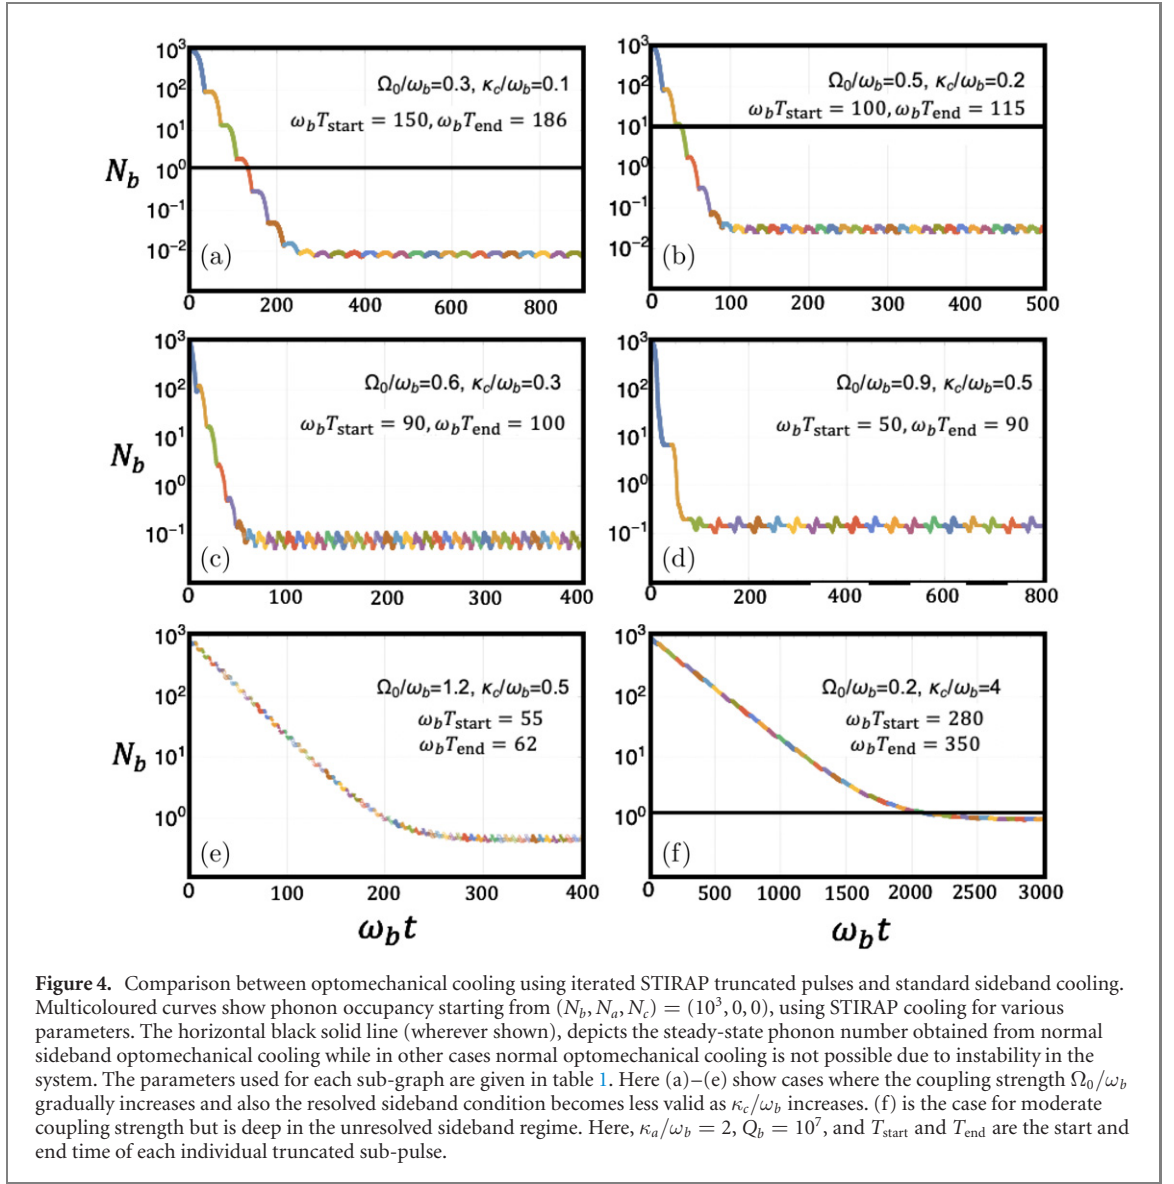 10³
10²
10¹
10⁰
10⁻¹
10⁻²
N_b
Ω₀/ω_b=0.3, κ_c/ω_b=0.1
ω_bT_start = 150, ω_bT_end = 186
(a)
0 200 400 600 800
10³
10²
10¹
10⁰
10⁻¹
10⁻²
Ω₀/ω_b=0.5, κ_c/ω_b=0.2
ω_bT_start = 100, ω_bT_end = 115
(b)
0 100 200 300 400 500
10³
10²
10¹
10⁰
10⁻¹
N_b
Ω₀/ω_b=0.6, κ_c/ω_b=0.3
ω_bT_start = 90, ω_bT_end = 100
(c)
0 100 200 300 400
10³
10²
10¹
10⁰
10⁻¹
Ω₀/ω_b=0.9, κ_c/ω_b=0.5
ω_bT_start = 50, ω_bT_end = 90
(d)
0 200 400 600 800
10³
10²
10¹
10⁰
N_b
Ω₀/ω_b=1.2, κ_c/ω_b=0.5
ω_bT_start = 55
ω_bT_end = 62
(e)
0 100 200 300 400
ω_b t
10³
10²
10¹
10⁰
Ω₀/ω_b=0.2, κ_c/ω_b=4
ω_bT_start = 280
ω_bT_end = 350
(f)
0 500 1000 1500 2000 2500 3000
ω_b t
Figure 4. Comparison between optomechanical cooling using iterated STIRAP truncated pulses and standard sideband cooling.
Multicoloured curves show phonon occupancy starting from (N_b, N_a, N_c) = (10³, 0, 0), using STIRAP cooling for various
parameters. The horizontal black solid line (wherever shown), depicts the steady-state phonon number obtained from normal
sideband optomechanical cooling while in other cases normal optomechanical cooling is not possible due to instability in the
system. The parameters used for each sub-graph are given in table 1. Here (a)–(e) show cases where the coupling strength Ω₀/ω_b
gradually increases and also the resolved sideband condition becomes less valid as κ_c/ω_b increases. (f) is the case for moderate
coupling strength but is deep in the unresolved sideband regime. Here, κ_a/ω_b = 2, Q_b = 10⁷, and T_start and T_end are the start and
end time of each individual truncated sub-pulse.